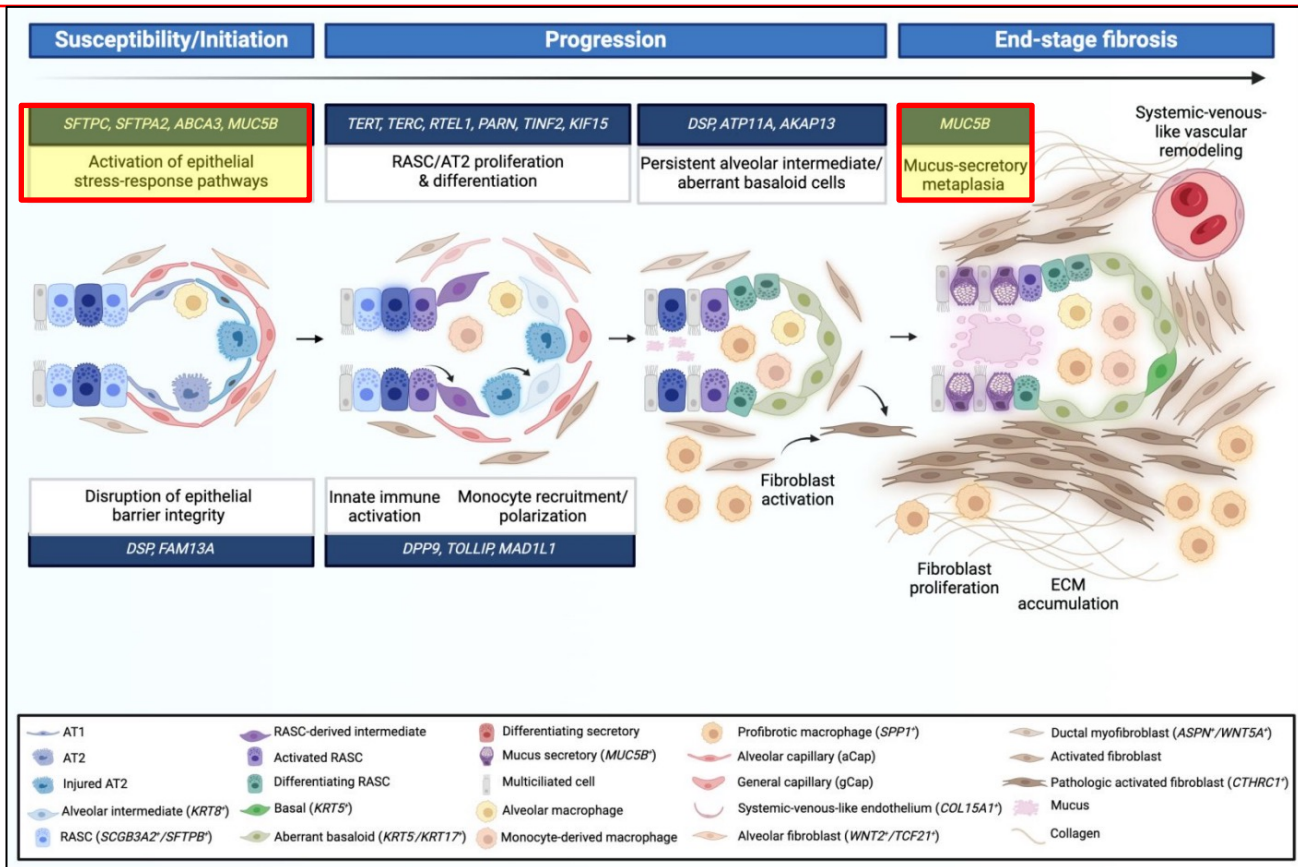 Susceptibility/Initiation
Progression
End-stage fibrosis
SFTPC, SFTPA2, ABCA3, MUC5B
Activation of epithelial
stress-response pathways
TERT, TERC, RTEL1, PARN, TINF2, KIF15
RASC/AT2 proliferation
& differentiation
DSP, ATP11A, AKAP13
Persistent alveolar intermediate/
aberrant basaloid cells
MUC5B
Mucus-secretory
metaplasia
Systemic-venous-
like vascular
remodeling
Disruption of epithelial
barrier integrity
DSP, FAM13A
Innate immune
activation
Monocyte recruitment/
polarization
DPP9, TOLLIP, MAD1L1
Fibroblast
activation
Fibroblast
proliferation
ECM
accumulation
AT1
AT2
Injured AT2
Alveolar intermediate (KRT8⁺)
RASC (SCGB3A2⁺/SFTPB⁺)
RASC-derived intermediate
Activated RASC
Differentiating RASC
Basal (KRT5⁺)
Aberrant basaloid (KRT5⁻/KRT17⁺)
Differentiating secretory
Mucus secretory (MUC5B⁺)
Multiciliated cell
Alveolar macrophage
Monocyte-derived macrophage
Profibrotic macrophage (SPP1⁺)
Alveolar capillary (aCap)
General capillary (gCap)
Systemic-venous-like endothelium (COL15A1⁺)
Alveolar fibroblast (WNT2⁺/TCF21⁺)
Ductal myofibroblast (ASPN⁺/WNT5A⁺)
Activated fibroblast
Pathologic activated fibroblast (CTHRC1⁺)
Mucus
Collagen